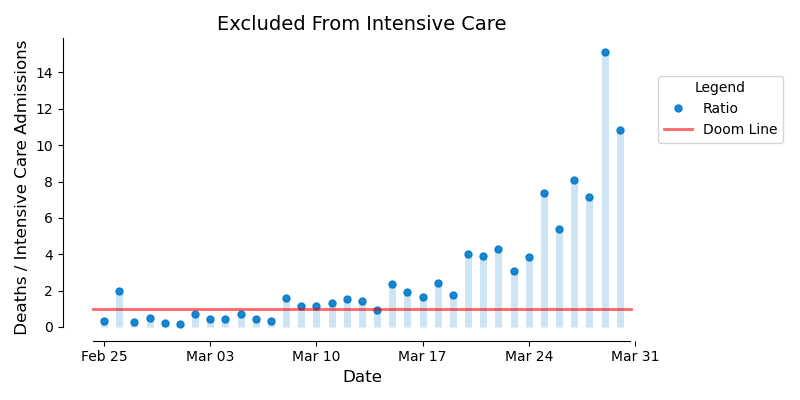 Excluded From Intensive Care
Deaths / Intensive Care Admissions
14
12
10
8
6
4
2
0
Feb 25
Mar 03
Mar 10
Mar 17
Mar 24
Mar 31
Date
Legend
Ratio
Doom Line